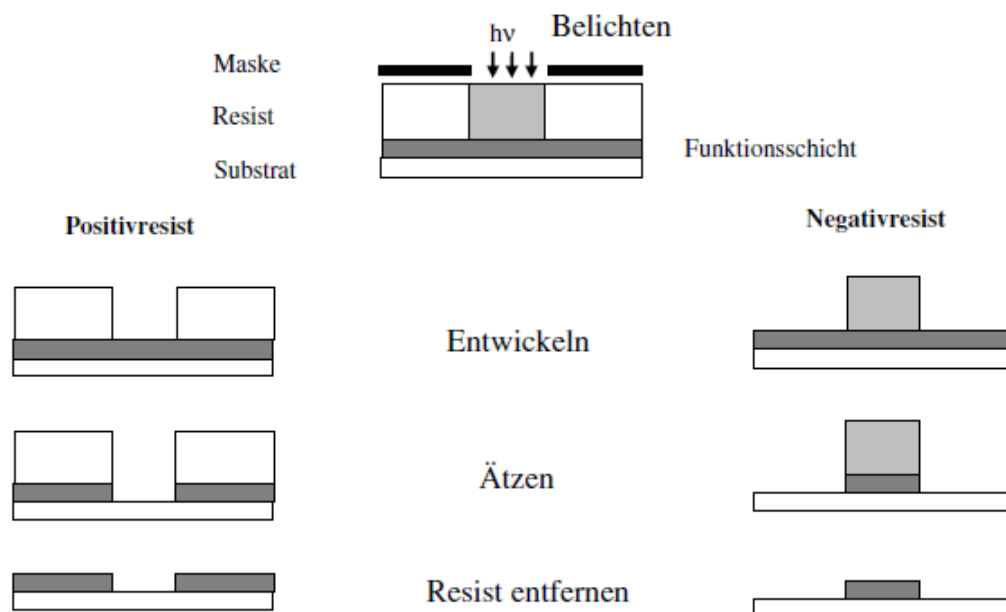 hν
Belichten
Maske
Resist
Funktionsschicht
Substrat
Positivresist
Negativresist
Entwickeln
Ätzen
Resist entfernen